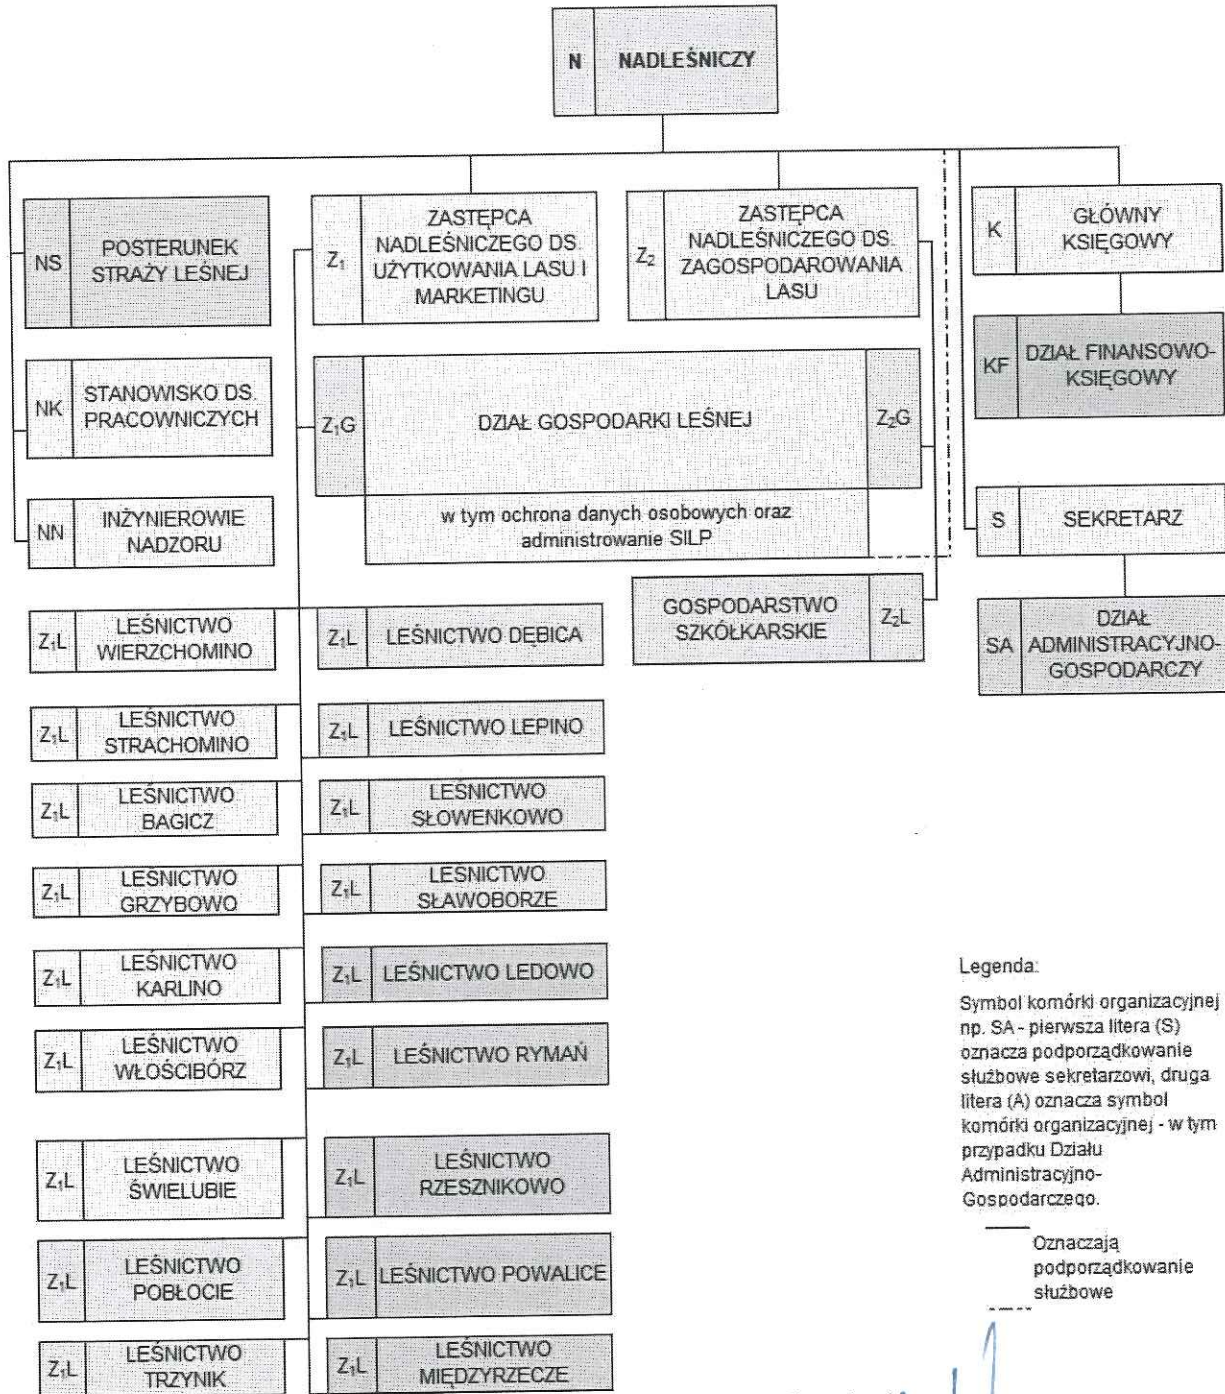 N NADLEŚNICZY
NS POSTERUNEK
STRAŻY LEŚNEJ
Z₁ ZASTĘPCA
NADLEŚNICZEGO DS.
UŻYTKOWANIA LASU I
MARKETINGU
Z₂ ZASTĘPCA
NADLEŚNICZEGO DS.
ZAGOSPODAROWANIA
LASU
K GŁÓWNY
KSIĘGOWY
NK STANOWISKO DS.
PRACOWNICZYCH
Z₁G DZIAŁ GOSPODARKI LEŚNEJ Z₂G
KF DZIAŁ FINANSOWO-
KSIĘGOWY
NN INŻYNIEROWIE
NADZORU
w tym ochrona danych osobowych oraz
administrowanie SILP
S SEKRETARZ
GOSPODARSTWO
SZKÓŁKARSKIE Z₂L
SA DZIAŁ
ADMINISTRACYJNO-
GOSPODARCZY
Z₁L LEŚNICTWO
WIERZCHOMINO
Z₁L LEŚNICTWO DĘBICA
Z₁L LEŚNICTWO
STRACHOMINO
Z₁L LEŚNICTWO LEPINO
Z₁L LEŚNICTWO
BAGICZ
Z₁L LEŚNICTWO
SŁOWENKOWO
Z₁L LEŚNICTWO
GRZYBOWO
Z₁L LEŚNICTWO
SŁAWOBORZE
Z₁L LEŚNICTWO
KARLINO
Z₁L LEŚNICTWO LEDOWO
Z₁L LEŚNICTWO
WŁOŚCIBÓRZ
Z₁L LEŚNICTWO RYMAŃ
Z₁L LEŚNICTWO
ŚWIELUBIE
Z₁L LEŚNICTWO
RZESZNIKOWO
Z₁L LEŚNICTWO
POBŁOCIE
Z₁L LEŚNICTWO POWALICE
Z₁L LEŚNICTWO
TRZYNIK
Z₁L LEŚNICTWO
MIĘDZYRZECZE
Legenda:
Symbol komórki organizacyjnej
np. SA - pierwsza litera (S)
oznacza podporządkowanie
służbowe sekretarzowi, druga
litera (A) oznacza symbol
komórki organizacyjnej - w tym
przypadku Działu
Administracyjno-
Gospodarczego.
Oznaczają
podporządkowanie
służbowe